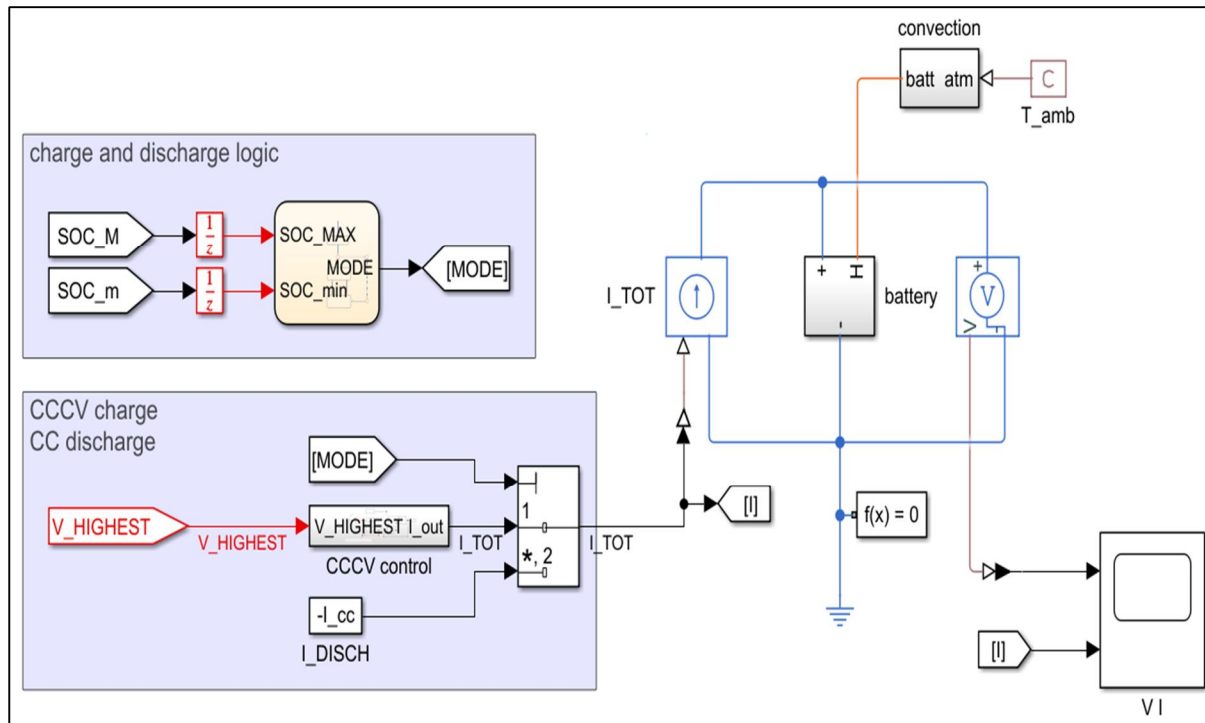 convection
batt atm
C
T_amb
charge and discharge logic
SOC_M
1
z
SOC_MAX
MODE
[MODE]
SOC_m
1
z
SOC_min
I_TOT
+
H
-
battery
+
V
V
-
CCCV charge
CC discharge
[MODE]
V_HIGHEST
V_HIGHEST
V_HIGHEST I_out
CCCV control
I_TOT
1
*, 2
I_TOT
[I]
f(x) = 0
-I_cc
I_DISCH
[I]
V I